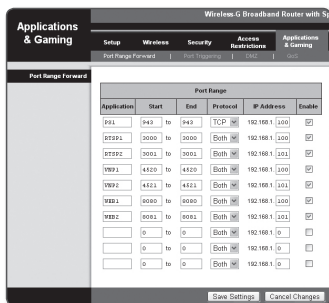 Wireless-G Broadband Router with Sp
Applications
& Gaming
Setup Wireless Security Access Restrictions Applications & Gaming
Port Range Forward | Port Triggering | DMZ | QoS
Port Range Forward
Port Range
Application Start End Protocol IP Address Enable
PS1 943 to 943 TCP 192.168.1. 100
RTSP1 3000 to 3000 Both 192.168.1. 100
RTSP2 3001 to 3001 Both 192.168.1. 101
VNP1 4520 to 4520 Both 192.168.1. 100
VNP2 4521 to 4521 Both 192.168.1. 101
WEB1 8080 to 8080 Both 192.168.1. 100
WEB2 8081 to 8081 Both 192.168.1. 101
0 to 0 Both 192.168.1. 0
0 to 0 Both 192.168.1. 0
0 to 0 Both 192.168.1. 0
Save Settings Cancel Changes